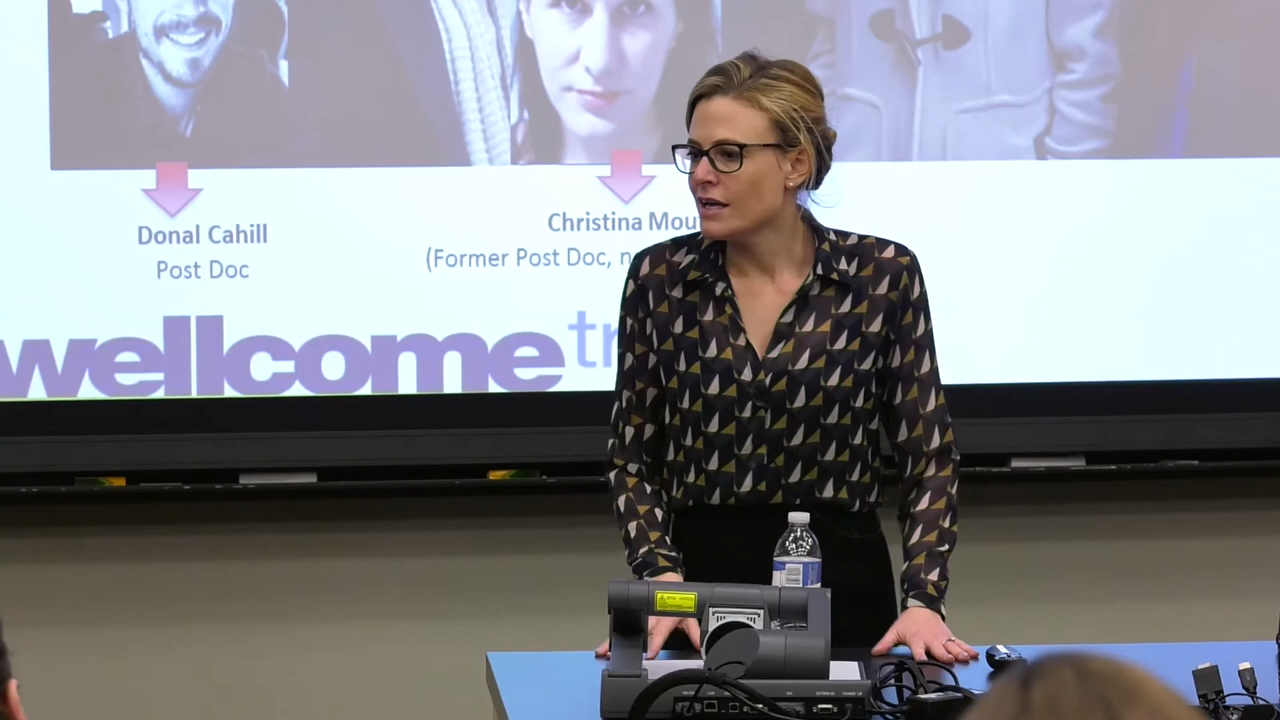 Donal Cahill
Post Doc
Christina Mou
(Former Post Doc, n
wellcome tr